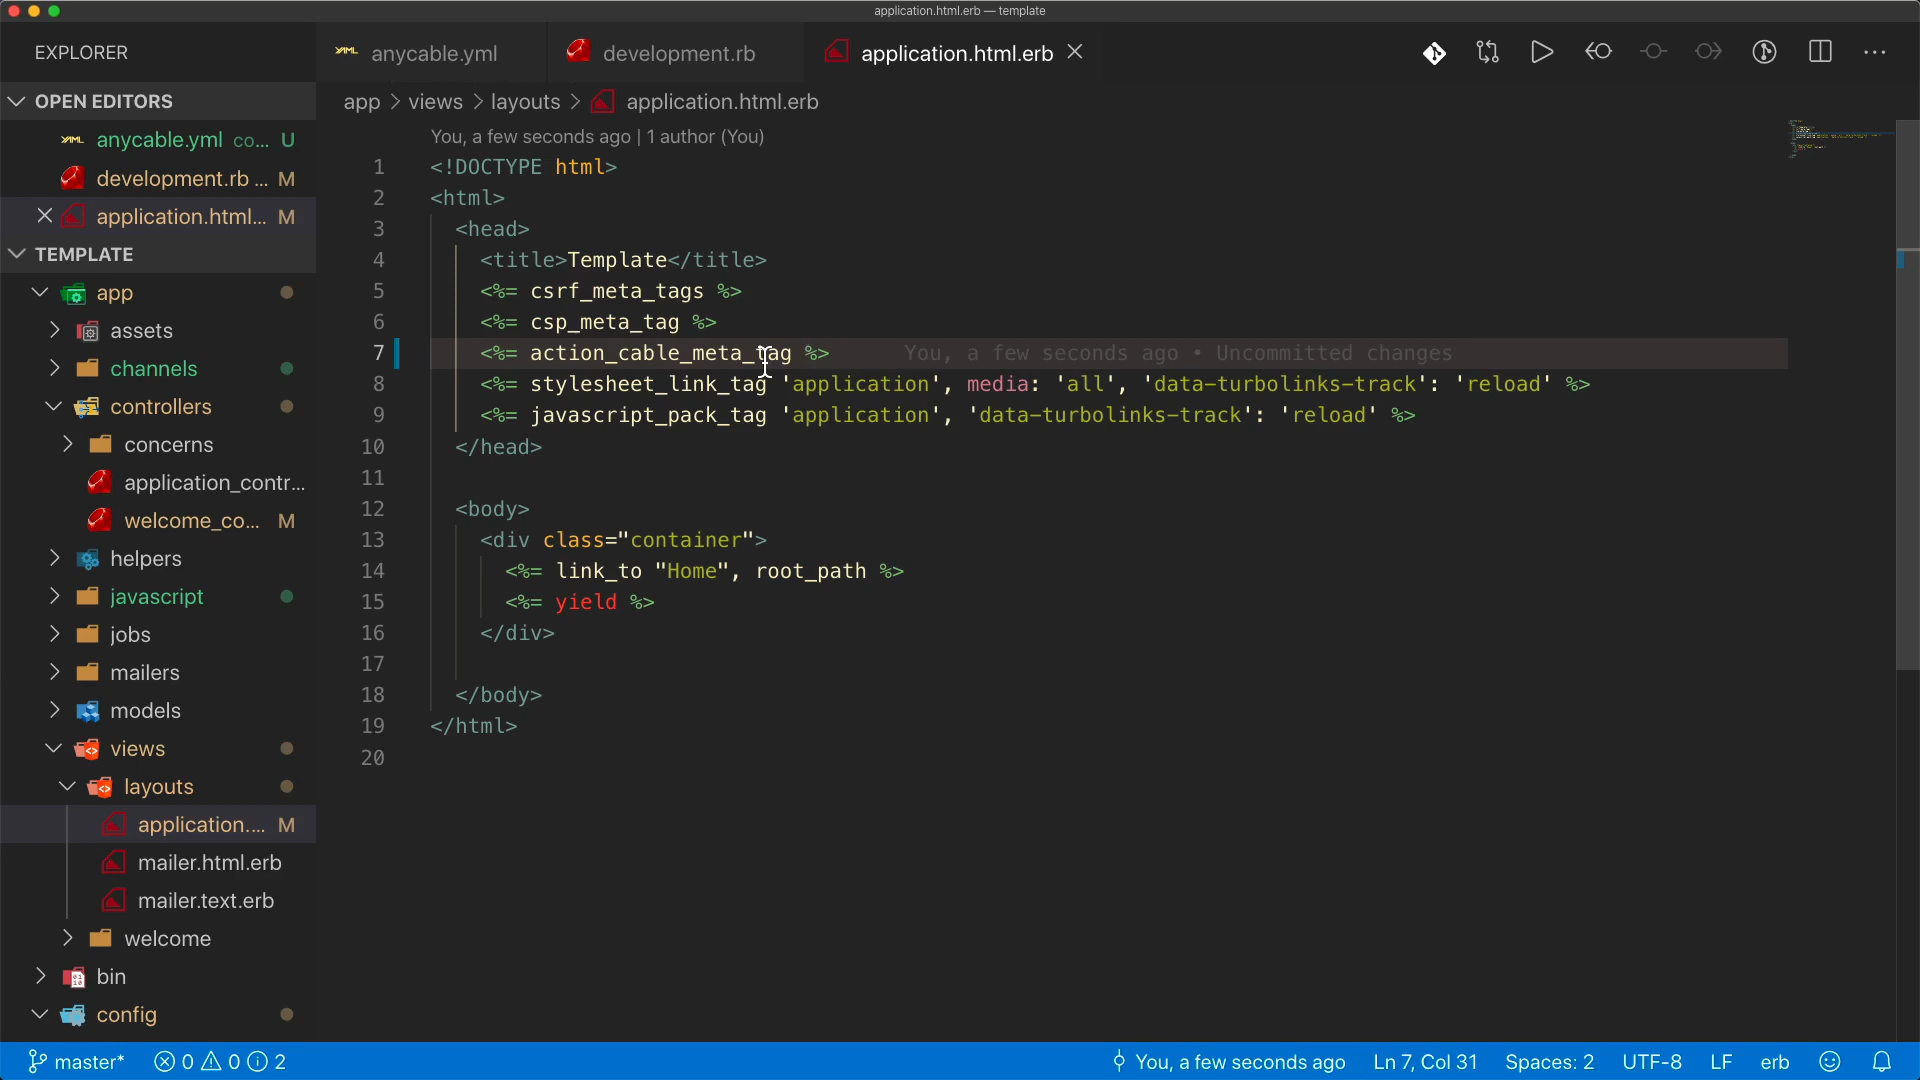 application.html.erb — template
EXPLORER
anycable.yml
development.rb
application.html.erb
OPEN EDITORS
anycable.yml co... U
development.rb ... M
application.html... M
TEMPLATE
app
assets
channels
controllers
concerns
application_contr...
welcome_co... M
helpers
javascript
jobs
mailers
models
views
layouts
application.... M
mailer.html.erb
mailer.text.erb
welcome
bin
config
app > views > layouts > application.html.erb
You, a few seconds ago | 1 author (You)
1 <!DOCTYPE html>
2 <html>
3 <head>
4 <title>Template</title>
5 <%= csrf_meta_tags %>
6 <%= csp_meta_tag %>
7 <%= action_cable_meta_tag %> You, a few seconds ago • Uncommitted changes
8 <%= stylesheet_link_tag 'application', media: 'all', 'data-turbolinks-track': 'reload' %>
9 <%= javascript_pack_tag 'application', 'data-turbolinks-track': 'reload' %>
10 </head>
11
12 <body>
13 <div class="container">
14 <%= link_to "Home", root_path %>
15 <%= yield %>
16 </div>
17
18 </body>
19 </html>
20
master* 0 0 2 You, a few seconds ago Ln 7, Col 31 Spaces: 2 UTF-8 LF erb